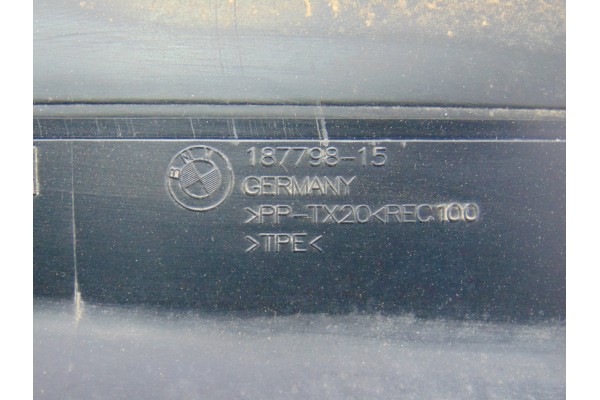 BMW
187798-15
GERMANY
>PP-TX20<REC100
>TPE<